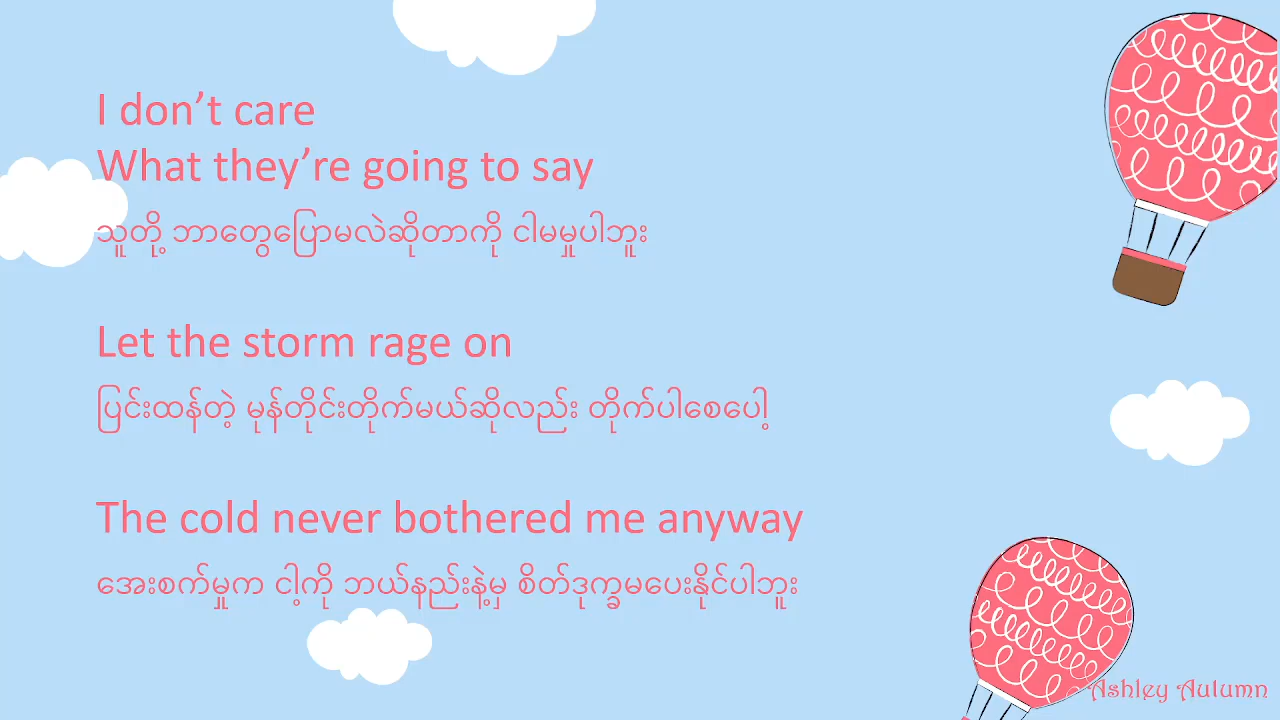 I don’t care
What they’re going to say
သူတို့ ဘာတွေပြောမလဲဆိုတာကို ငါမမှုပါဘူး
Let the storm rage on
ပြင်းထန်တဲ့ မုန်တိုင်းတိုက်မယ်ဆိုလည်း တိုက်ပါစေပေါ့
The cold never bothered me anyway
အေးစက်မှုက ငါ့ကို ဘယ်နည်းနဲ့မှ စိတ်ဒုက္ခမပေးနိုင်ပါဘူး
Ashley Autumn